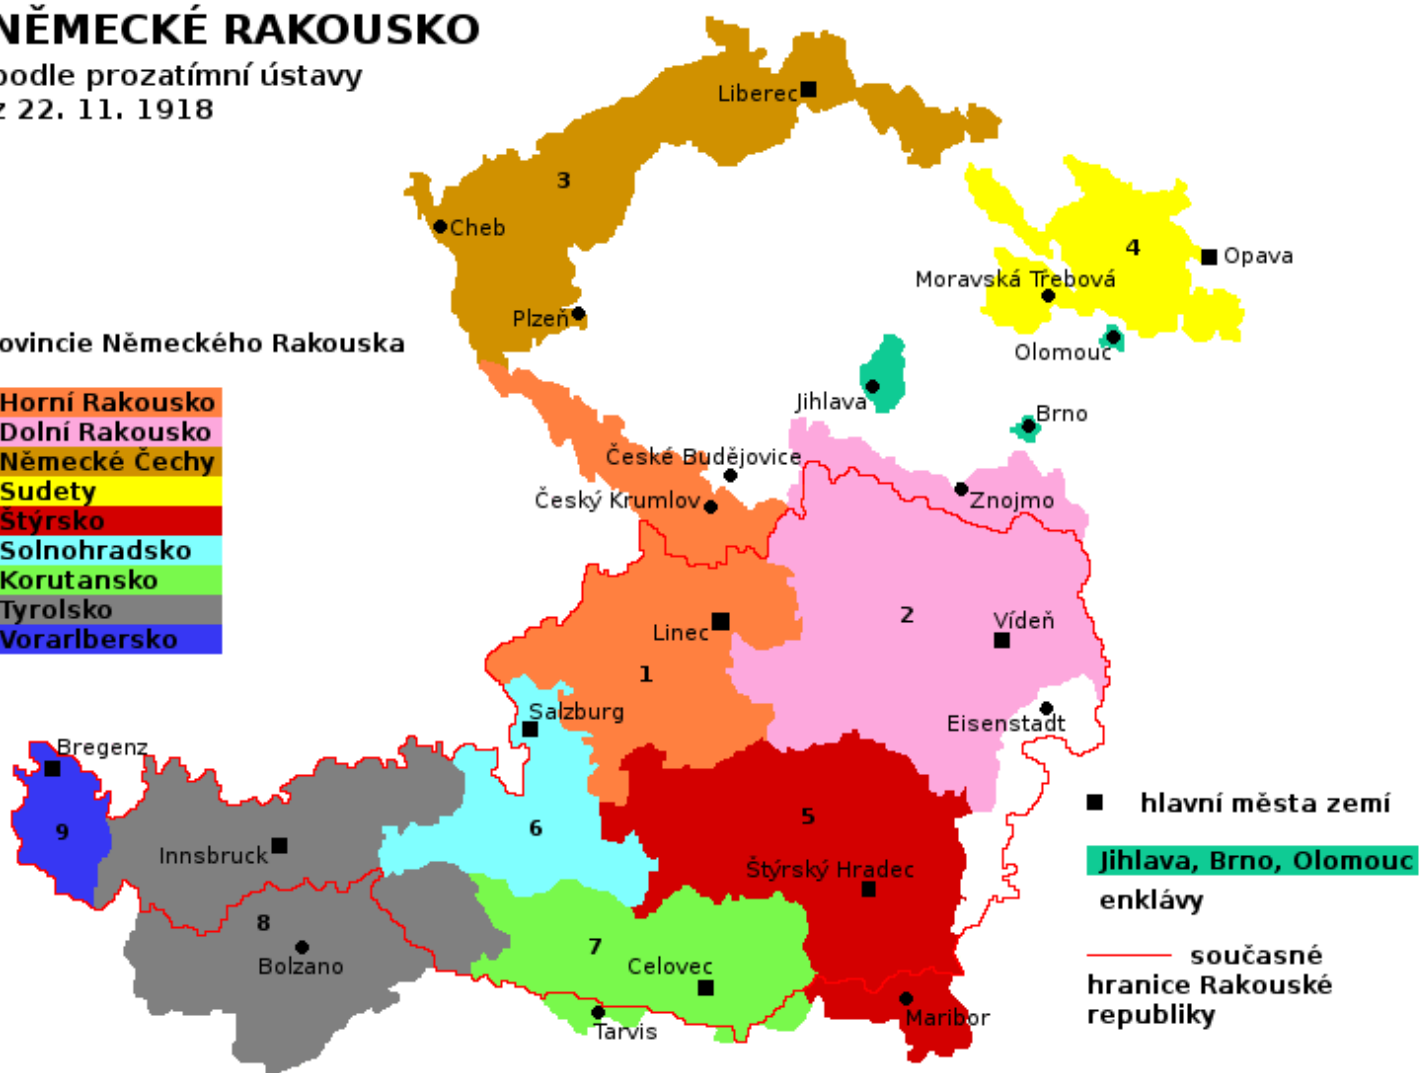 NĚMECKÉ RAKOUSKO
podle prozatímní ústavy
z 22. 11. 1918
ovincie Německého Rakouska
Horní Rakousko
Dolní Rakousko
Německé Čechy
Sudety
Štýrsko
Solnohradsko
Korutansko
Tyrolsko
Vorarlbersko
Liberec
3
Cheb
Plzeň
4
Opava
Moravská Třebová
Olomouc
Jihlava
Brno
České Budějovice
Český Krumlov
Znojmo
2
Vídeň
Linec
1
Salzburg
Eisenstadt
Bregenz
9
Innsbruck
6
5
Štýrský Hradec
8
Bolzano
7
Celovec
Tarvis
Maribor
hlavní města zemí
Jihlava, Brno, Olomouc
enklávy
současné
hranice Rakouské
republiky